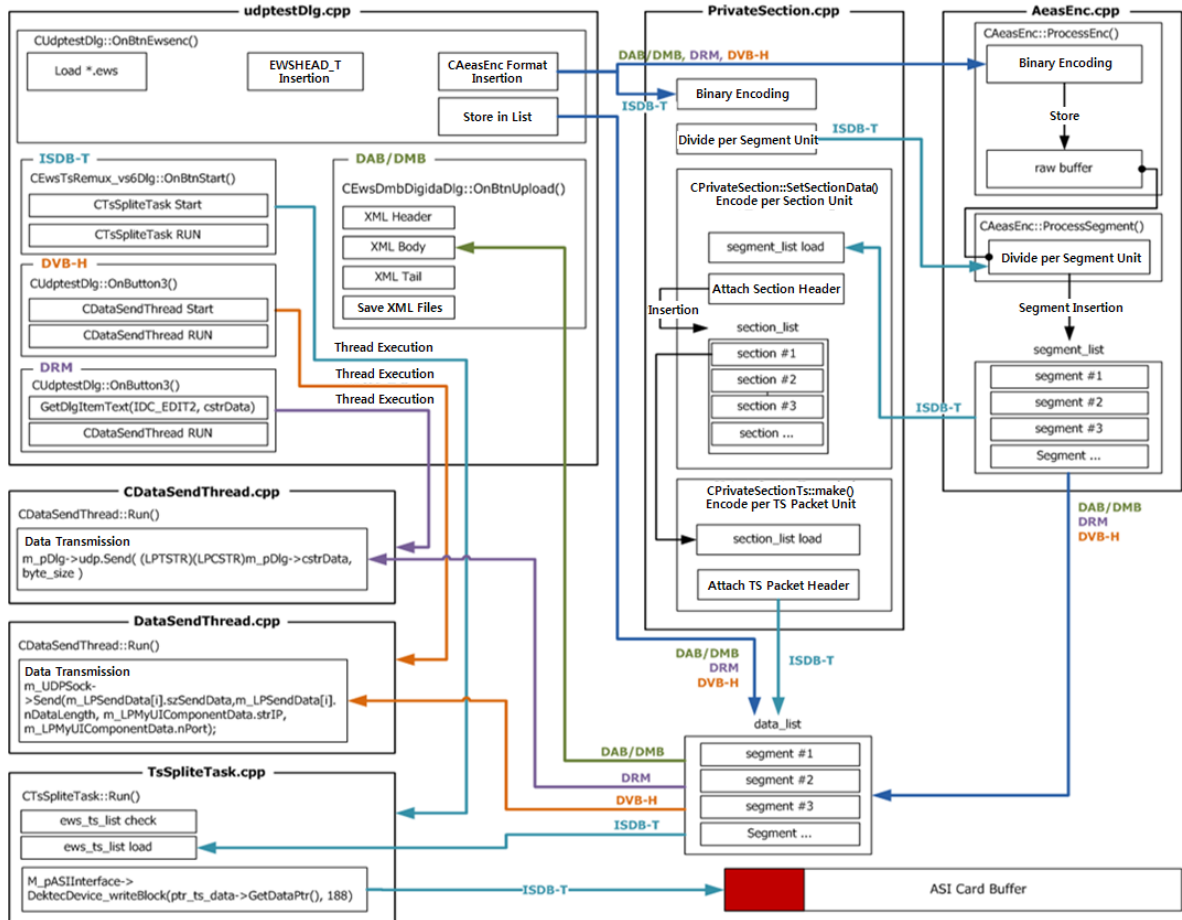 udptestDlg.cpp
CUdptestDlg::OnBtnEwsenc()
Load *.ews
EWSHEAD_T
Insertion
CAeasEnc Format
Insertion
Store in List
ISDB-T
CEwsTsRemux_vs6Dlg::OnBtnStart()
CTsSpliteTask Start
CTsSpliteTask RUN
DVB-H
CUdptestDlg::OnButton3()
CDataSendThread Start
CDataSendThread RUN
DRM
CUdptestDlg::OnButton3()
GetDlgItemText(IDC_EDIT2, cstrData)
CDataSendThread RUN
DAB/DMB
CEwsDmbDigidaDlg::OnBtnUpload()
XML Header
XML Body
XML Tail
Save XML Files
Thread Execution
Thread Execution
Thread Execution
CDataSendThread.cpp
CDataSendThread::Run()
Data Transmission
m_pDlg->udp.Send( (LPTSTR)(LPCSTR)m_pDlg->cstrData,
byte_size )
DataSendThread.cpp
CDataSendThread::Run()
Data Transmission
m_UDPSock-
>Send(m_LPSendData[i].szSendData,m_LPSendData[i].
nDataLength, m_LPMyUIComponentData.strIP,
m_LPMyUIComponentData.nPort);
TsSpliteTask.cpp
CTsSpliteTask::Run()
ews_ts_list check
ews_ts_list load
M_pASIInterface->
DektecDevice_writeBlock(ptr_ts_data->GetDataPtr(), 188)
PrivateSection.cpp
DAB/DMB, DRM, DVB-H
ISDB-T
Binary Encoding
Divide per Segment Unit
ISDB-T
CPrivateSection::SetSectionData()
Encode per Section Unit
segment_list load
Attach Section Header
Insertion
section_list
section #1
section #2
section #3
section ...
CPrivateSectionTs::make()
Encode per TS Packet Unit
section_list load
Attach TS Packet Header
AeasEnc.cpp
CAeasEnc::ProcessEnc()
Binary Encoding
Store
raw buffer
CAeasEnc::ProcessSegment()
Divide per Segment Unit
Segment Insertion
segment_list
segment #1
segment #2
segment #3
Segment ...
ISDB-T
DAB/DMB
DRM
DVB-H
DAB/DMB
DRM
DVB-H
ISDB-T
data_list
segment #1
segment #2
segment #3
Segment ...
DAB/DMB
DRM
DVB-H
ISDB-T
ISDB-T
ASI Card Buffer